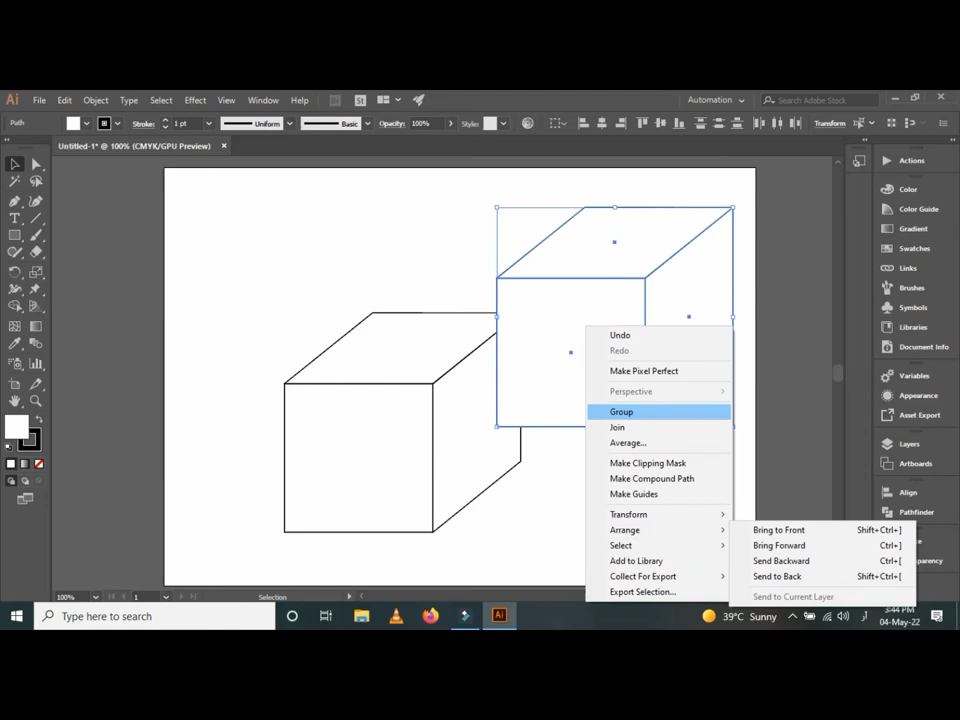 Ai File Edit Object Type Select Effect View Window Help Br St Automation Search Adobe Stock
Path Stroke: 1 pt Uniform Basic Opacity: 100% Style: Transform
Untitled-1* @ 100% (CMYK/GPU Preview) ×
Actions
Color
Color Guide
Gradient
Swatches
Links
Brushes
Symbols
Libraries
Document Info
Variables
Appearance
Asset Export
Layers
Artboards
Align
Pathfinder
Undo
Redo
Make Pixel Perfect
Perspective
Group
Join
Average...
Make Clipping Mask
Make Compound Path
Make Guides
Transform
Arrange
Select
Add to Library
Collect For Export
Export Selection...
Bring to Front Shift+Ctrl+]
Bring Forward Ctrl+]
Send Backward Ctrl+[
Send to Back Shift+Ctrl+[
Send to Current Layer
100% 1 Selection
Type here to search
Ai
39°C Sunny
3:44 PM
04-May-22